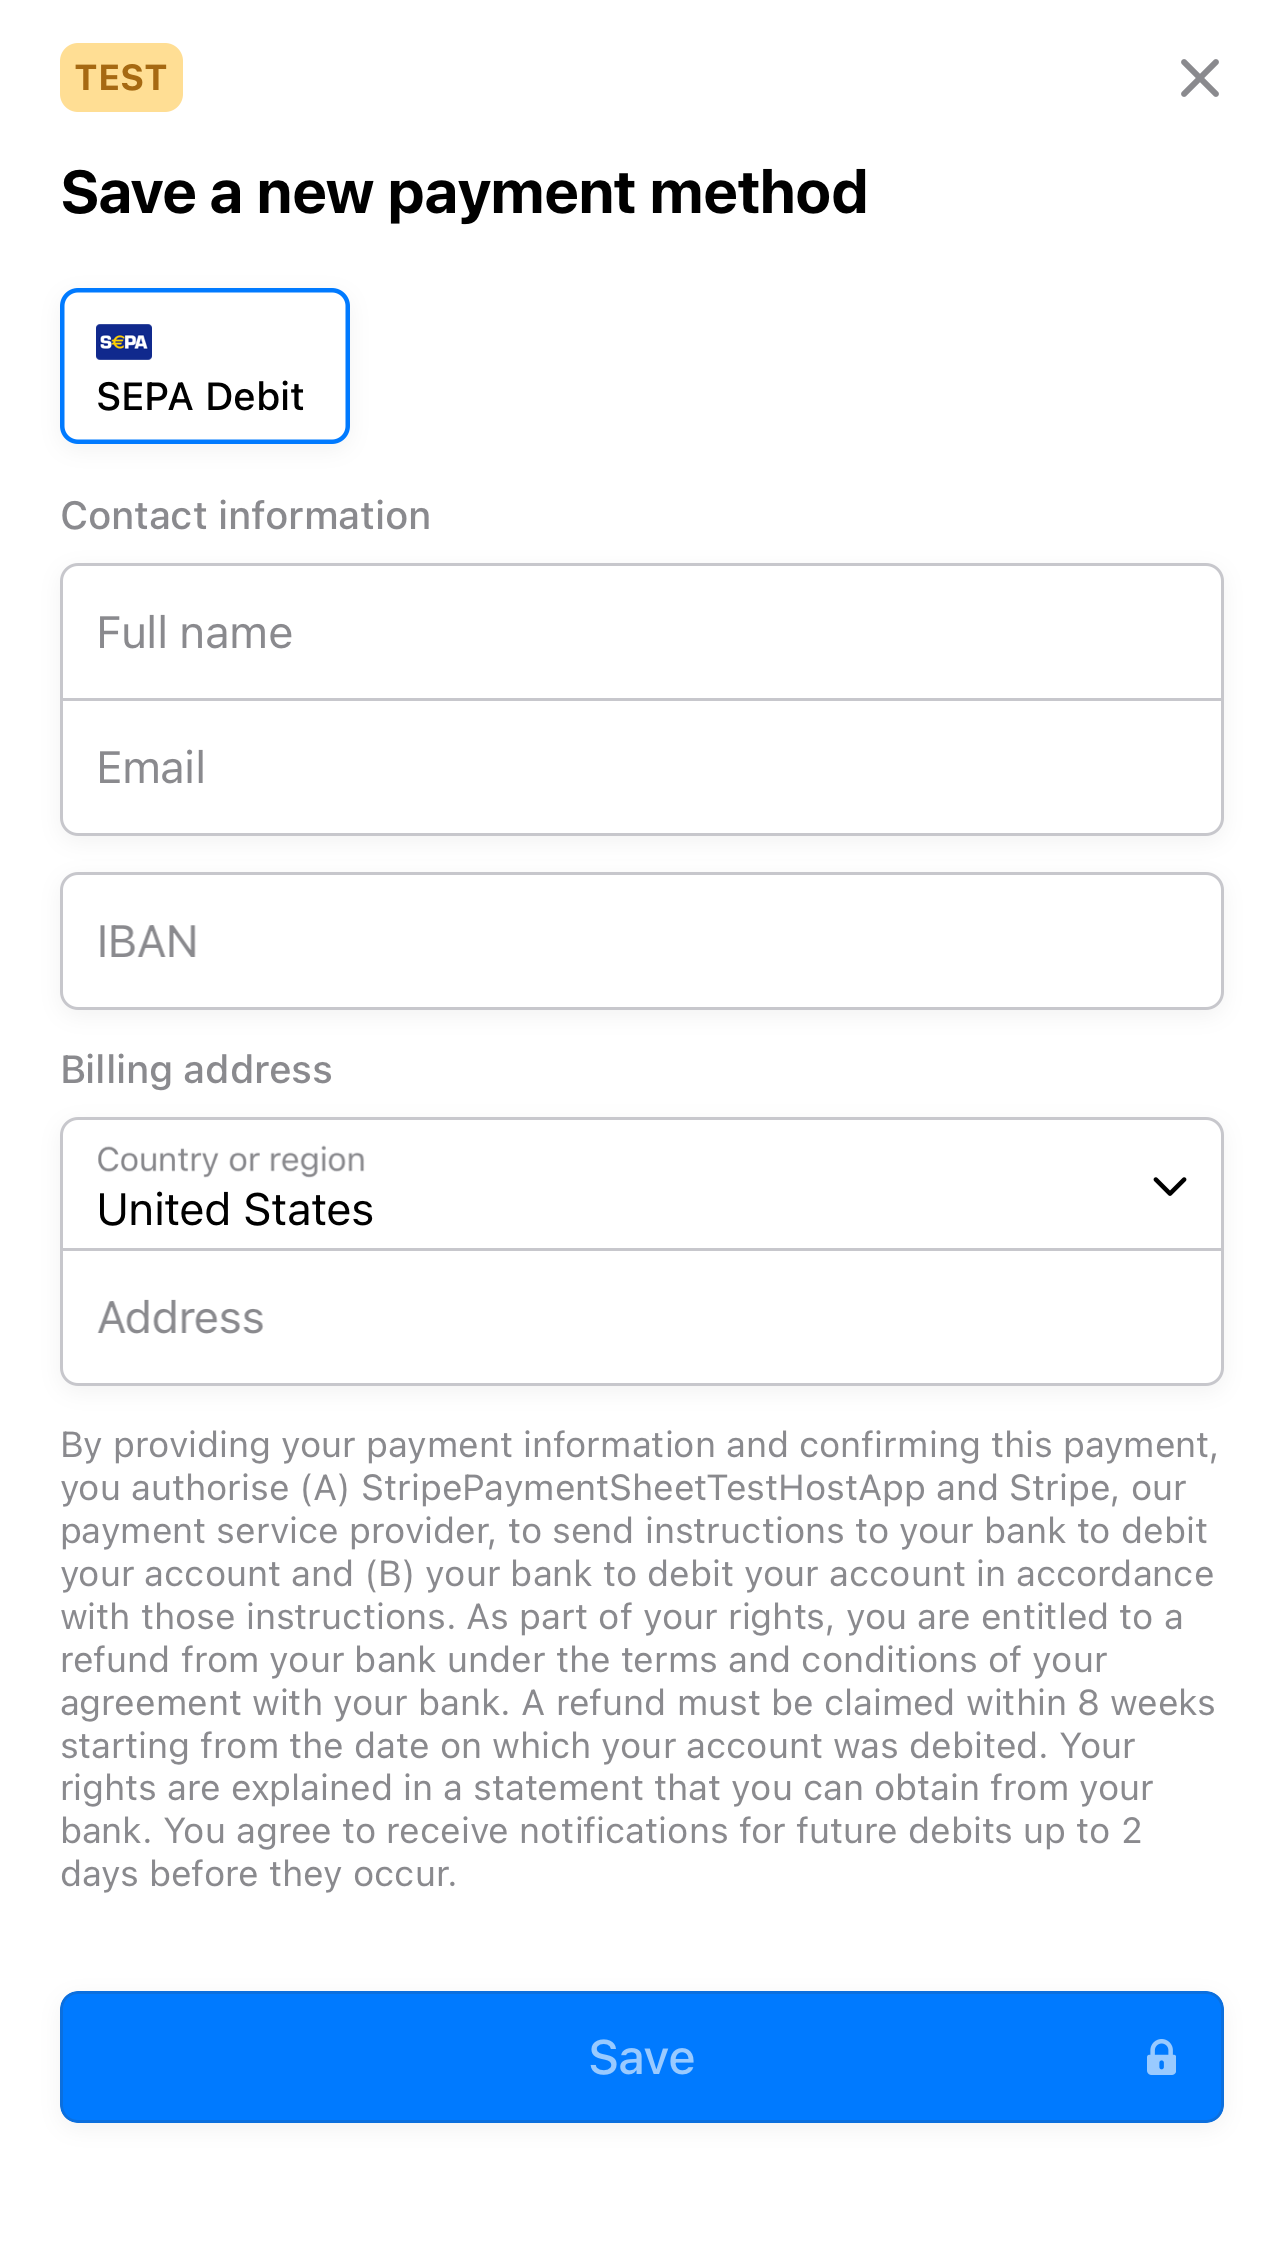 TEST
Save a new payment method
S€PA
SEPA Debit
Contact information
Full name
Email
IBAN
Billing address
Country or region
United States
Address
By providing your payment information and confirming this payment,
you authorise (A) StripePaymentSheetTestHostApp and Stripe, our
payment service provider, to send instructions to your bank to debit
your account and (B) your bank to debit your account in accordance
with those instructions. As part of your rights, you are entitled to a
refund from your bank under the terms and conditions of your
agreement with your bank. A refund must be claimed within 8 weeks
starting from the date on which your account was debited. Your
rights are explained in a statement that you can obtain from your
bank. You agree to receive notifications for future debits up to 2
days before they occur.
Save